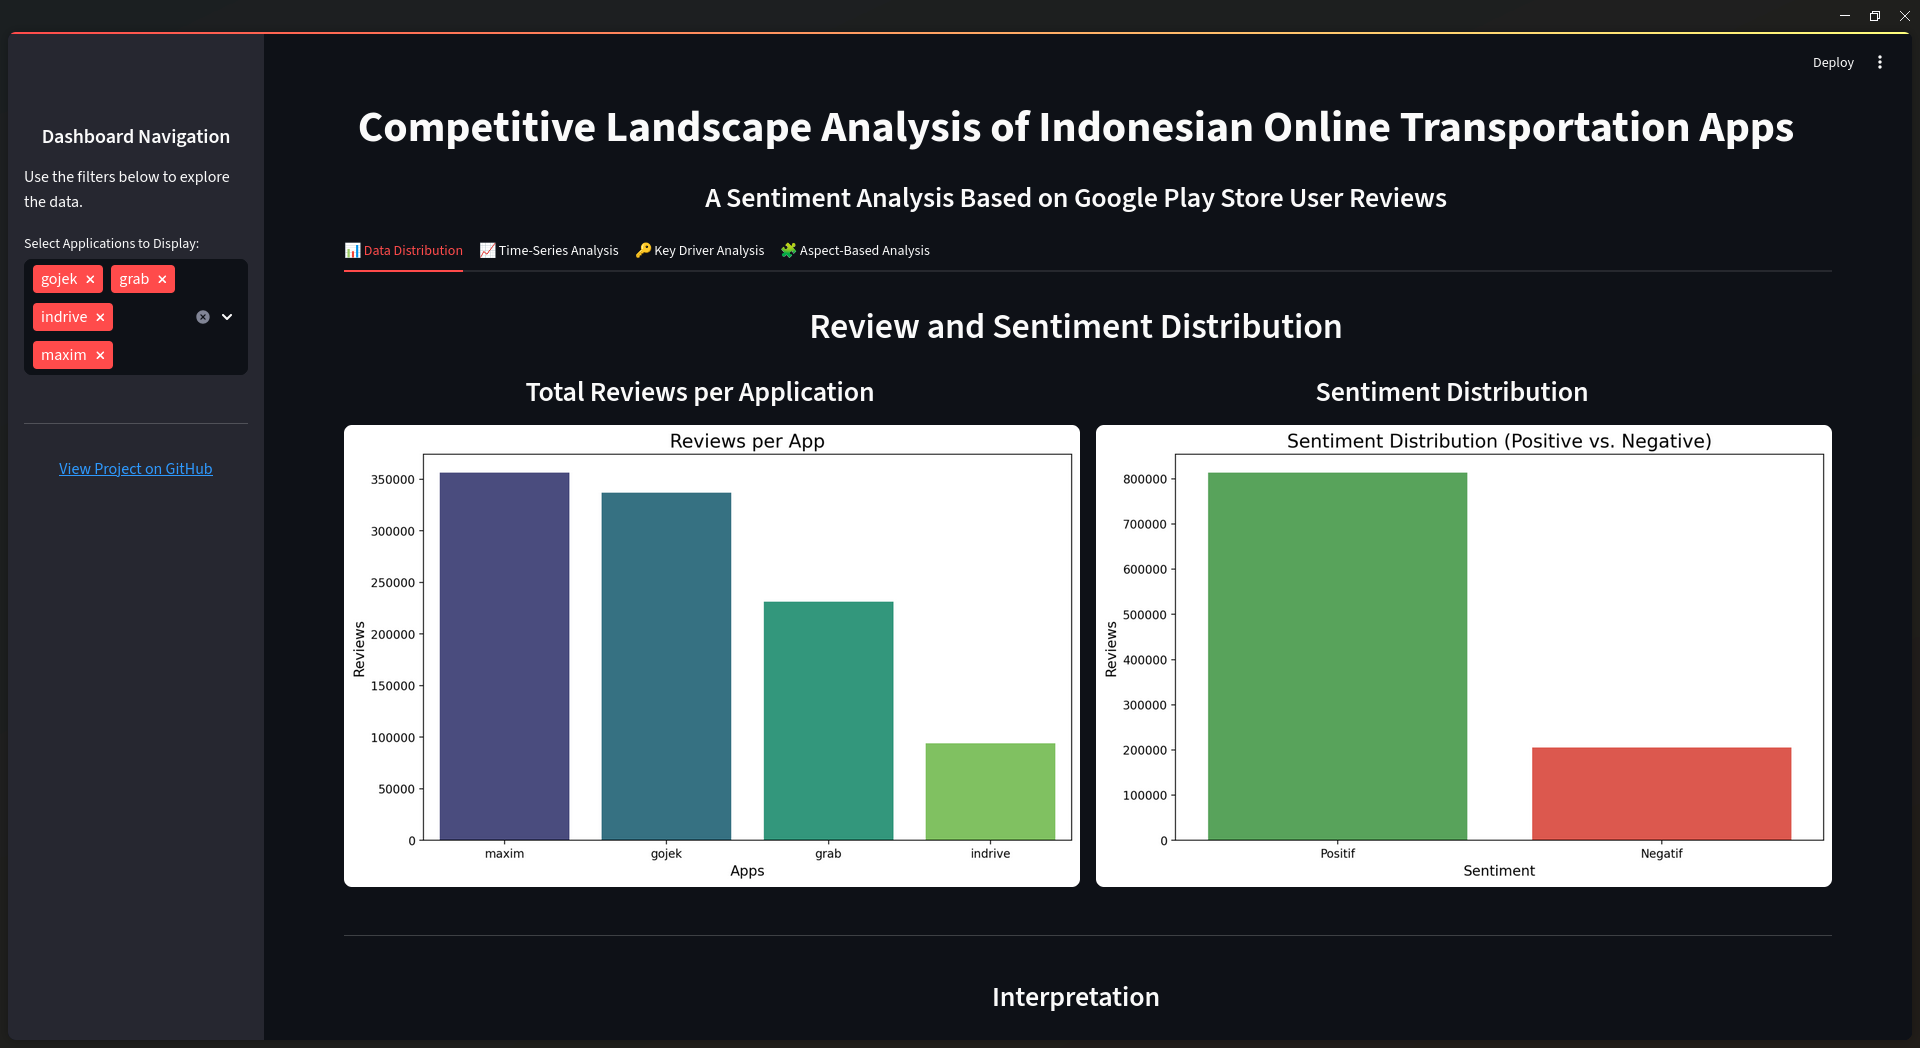 Deploy
Dashboard Navigation
Use the filters below to explore
the data.
Select Applications to Display:
gojek
grab
indrive
maxim
View Project on GitHub
Competitive Landscape Analysis of Indonesian Online Transportation Apps
A Sentiment Analysis Based on Google Play Store User Reviews
Data Distribution
Time-Series Analysis
Key Driver Analysis
Aspect-Based Analysis
Review and Sentiment Distribution
Total Reviews per Application
Reviews per App
350000
300000
250000
200000
150000
100000
50000
0
Reviews
maxim
gojek
grab
indrive
Apps
Sentiment Distribution
Sentiment Distribution (Positive vs. Negative)
800000
700000
600000
500000
400000
300000
200000
100000
0
Reviews
Positif
Negatif
Sentiment
Interpretation